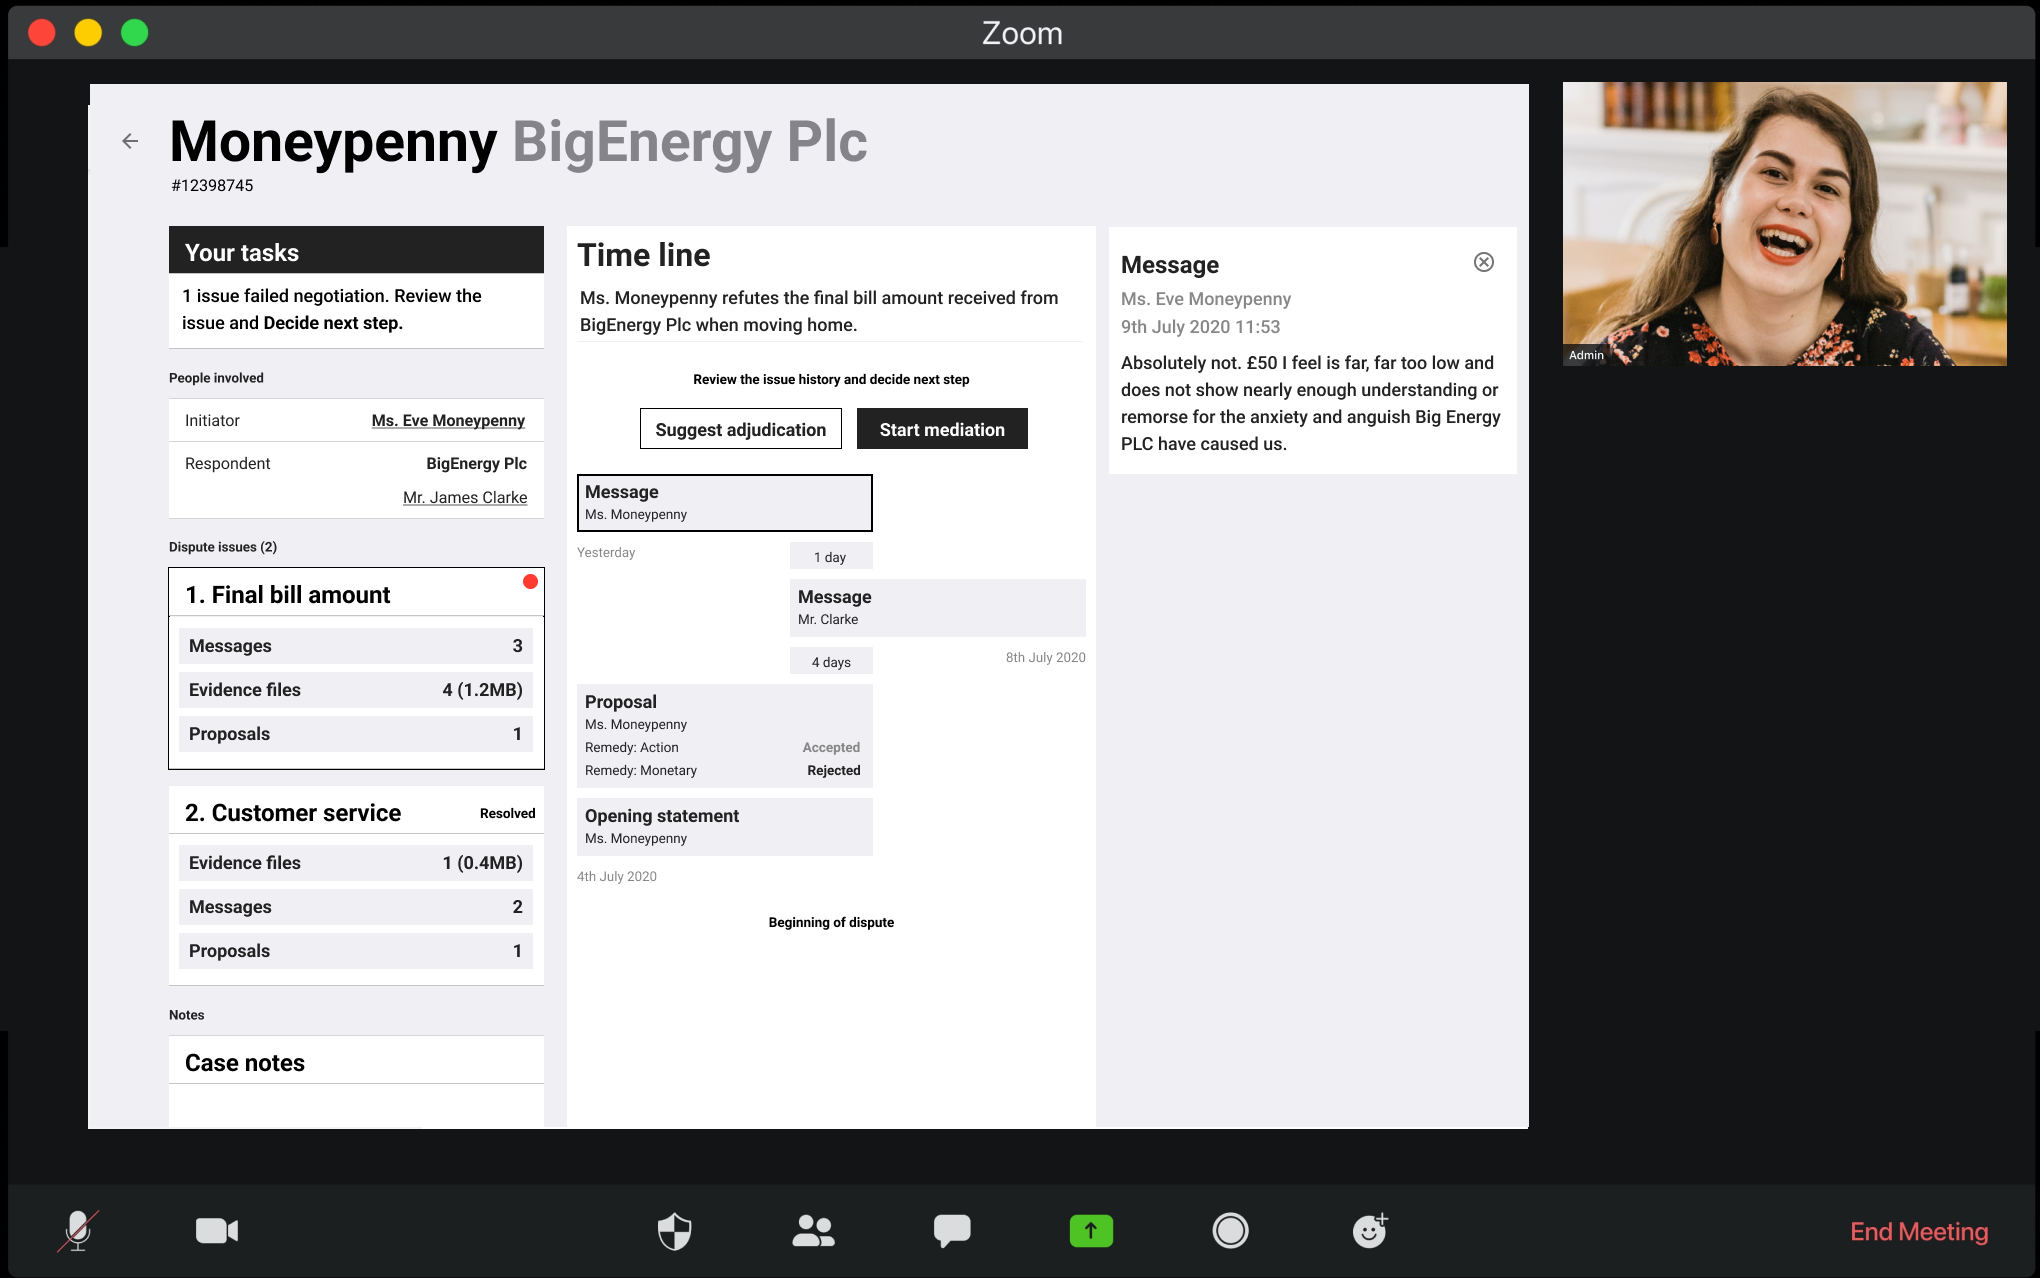 Zoom
Moneypenny BigEnergy Plc
#12398745
Your tasks
1 issue failed negotiation. Review the
issue and Decide next step.
People involved
Initiator Ms. Eve Moneypenny
Respondent BigEnergy Plc
Mr. James Clarke
Dispute issues (2)
1. Final bill amount
Messages 3
Evidence files 4 (1.2MB)
Proposals 1
2. Customer service Resolved
Evidence files 1 (0.4MB)
Messages 2
Proposals 1
Notes
Case notes
Time line
Ms. Moneypenny refutes the final bill amount received from
BigEnergy Plc when moving home.
Review the issue history and decide next step
Suggest adjudication Start mediation
Message
Ms. Moneypenny
Yesterday 1 day
Message
Mr. Clarke
4 days 8th July 2020
Proposal
Ms. Moneypenny
Remedy: Action Accepted
Remedy: Monetary Rejected
Opening statement
Ms. Moneypenny
4th July 2020
Beginning of dispute
Message
Ms. Eve Moneypenny
9th July 2020 11:53
Absolutely not. £50 I feel is far, far too low and
does not show nearly enough understanding or
remorse for the anxiety and anguish Big Energy
PLC have caused us.
Admin
End Meeting